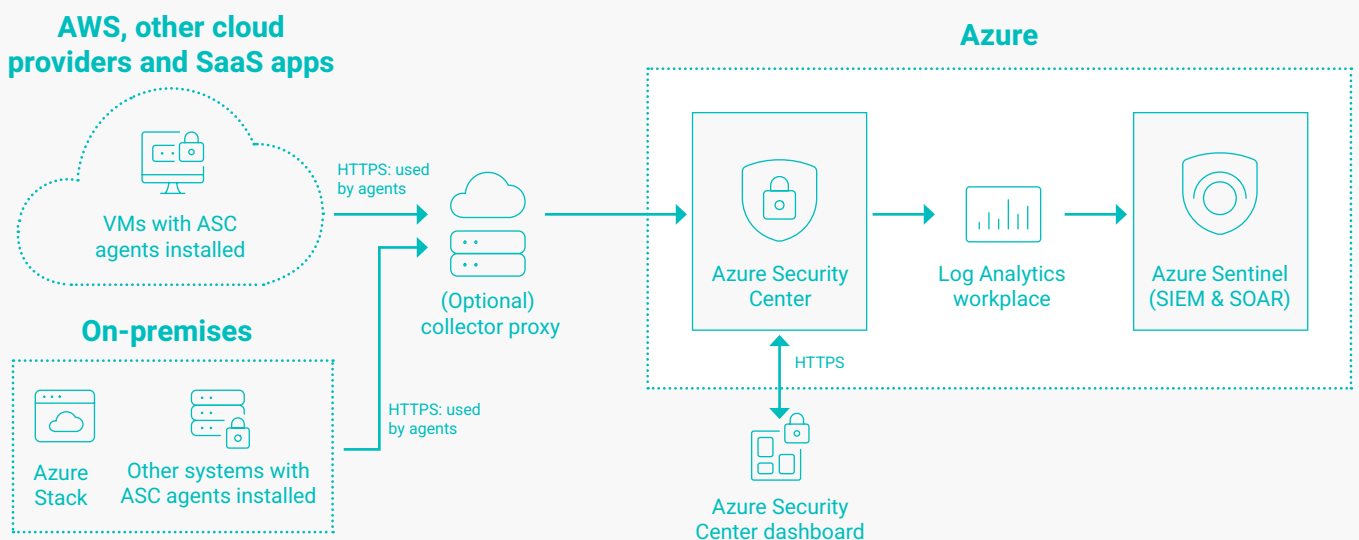 AWS, other cloud
providers and SaaS apps
VMs with ASC
agents installed
HTTPS: used
by agents
On-premises
Azure
Stack
Other systems with
ASC agents installed
HTTPS: used
by agents
(Optional)
collector proxy
Azure
Azure Security
Center
Log Analytics
workplace
Azure Sentinel
(SIEM & SOAR)
HTTPS
Azure Security
Center dashboard